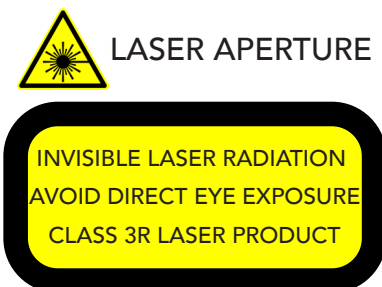 LASER APERTURE
INVISIBLE LASER RADIATION
AVOID DIRECT EYE EXPOSURE
CLASS 3R LASER PRODUCT